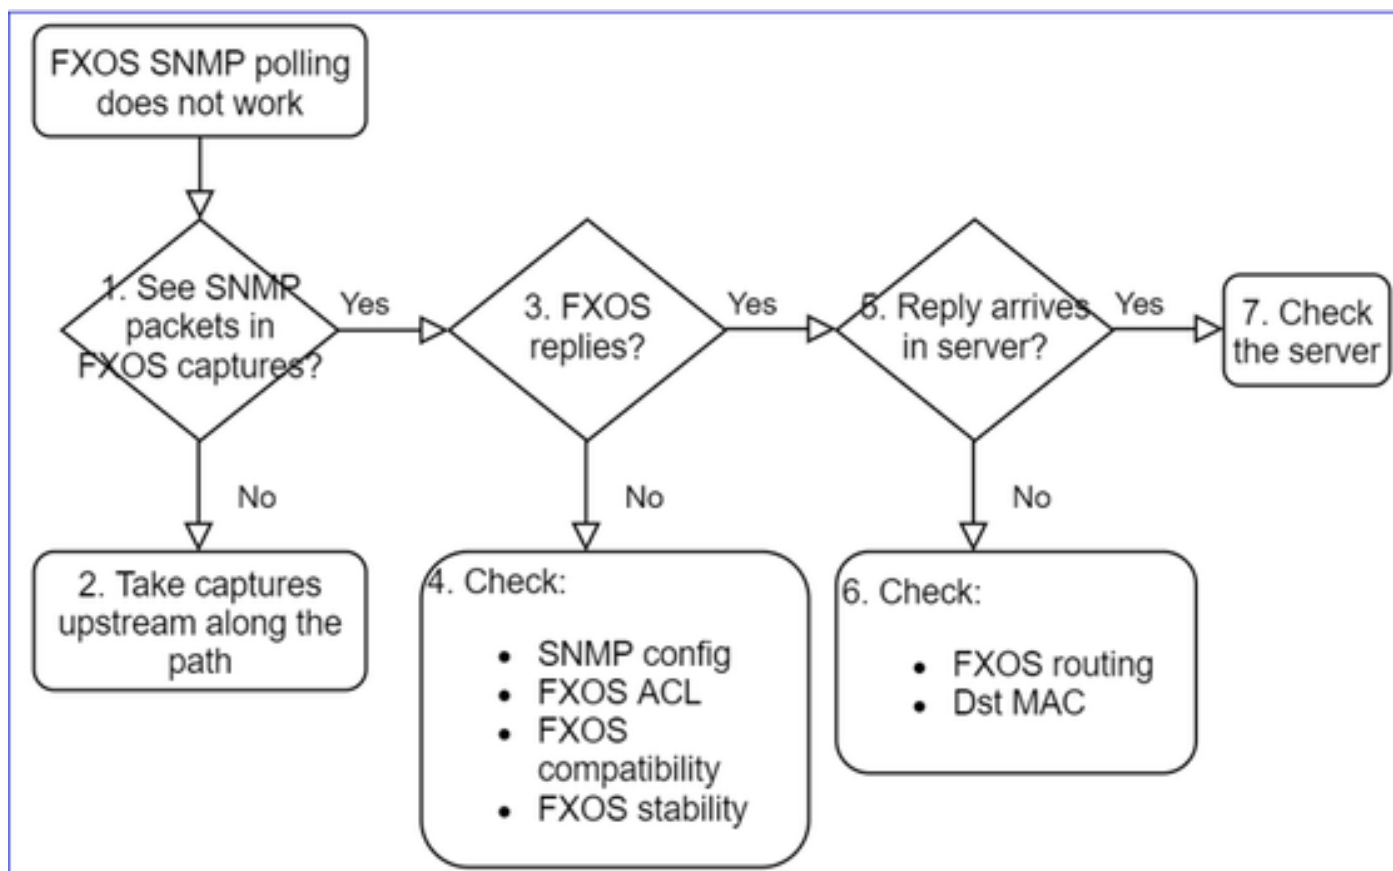 FXOS SNMP polling
does not work
1. See SNMP
packets in
FXOS captures?
Yes
3. FXOS
replies?
Yes
5. Reply arrives
in server?
Yes
7. Check
the server
No
No
No
2. Take captures
upstream along the
path
4. Check:
• SNMP config
• FXOS ACL
• FXOS
compatibility
• FXOS stability
6. Check:
• FXOS routing
• Dst MAC